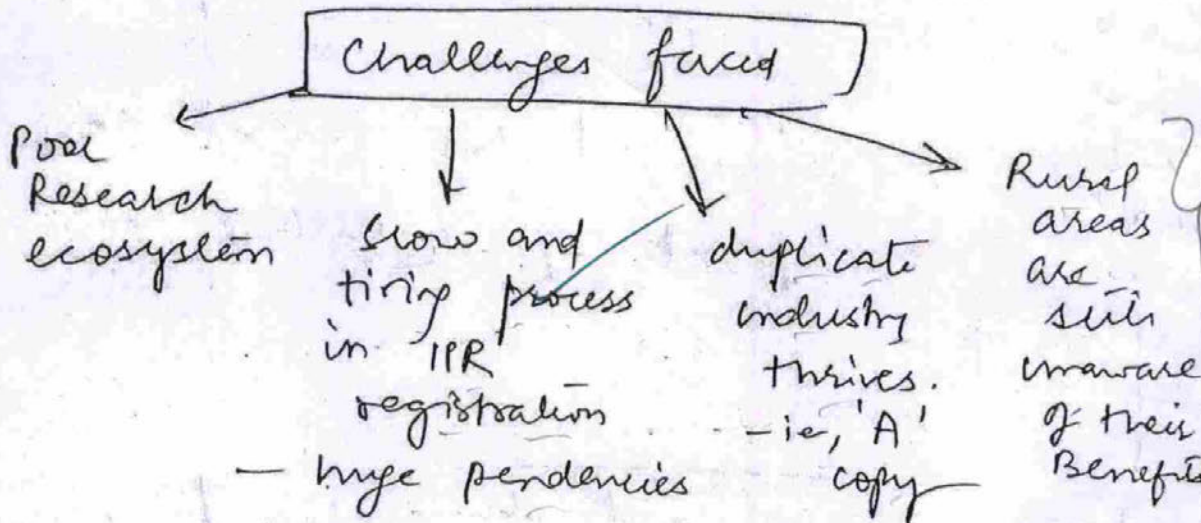 Challenges faced
Poor
Research
ecosystem
slow and
tiring process
in IPR
registration
— huge pendencies
duplicate
industry
thrives.
- ie, 'A'
copy
Rural
areas
are
still
unaware
of their
Benefits